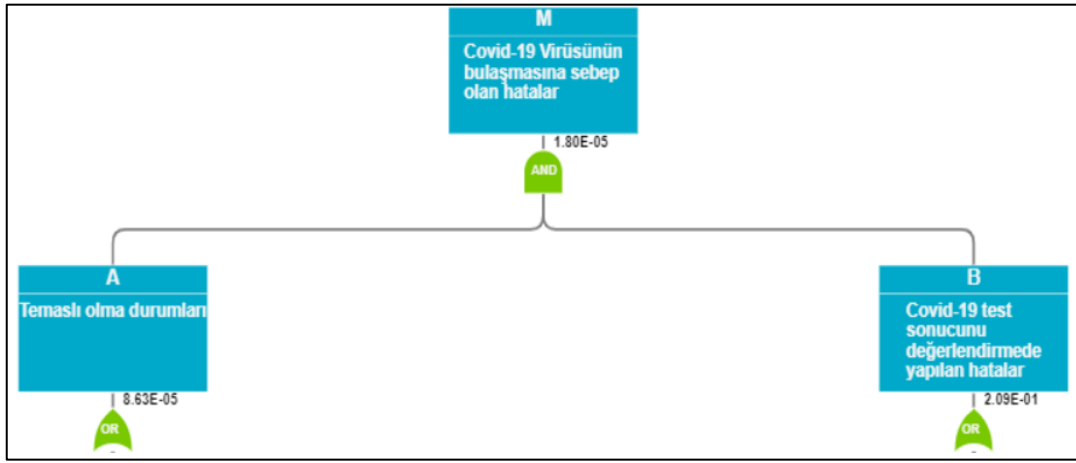 M
Covid-19 Virüsünün
bulaşmasına sebep
olan hatalar
1.80E-05
AND
A
Temaslı olma durumları
8.63E-05
OR
B
Covid-19 test
sonucunu
değerlendirmede
yapılan hatalar
2.09E-01
OR